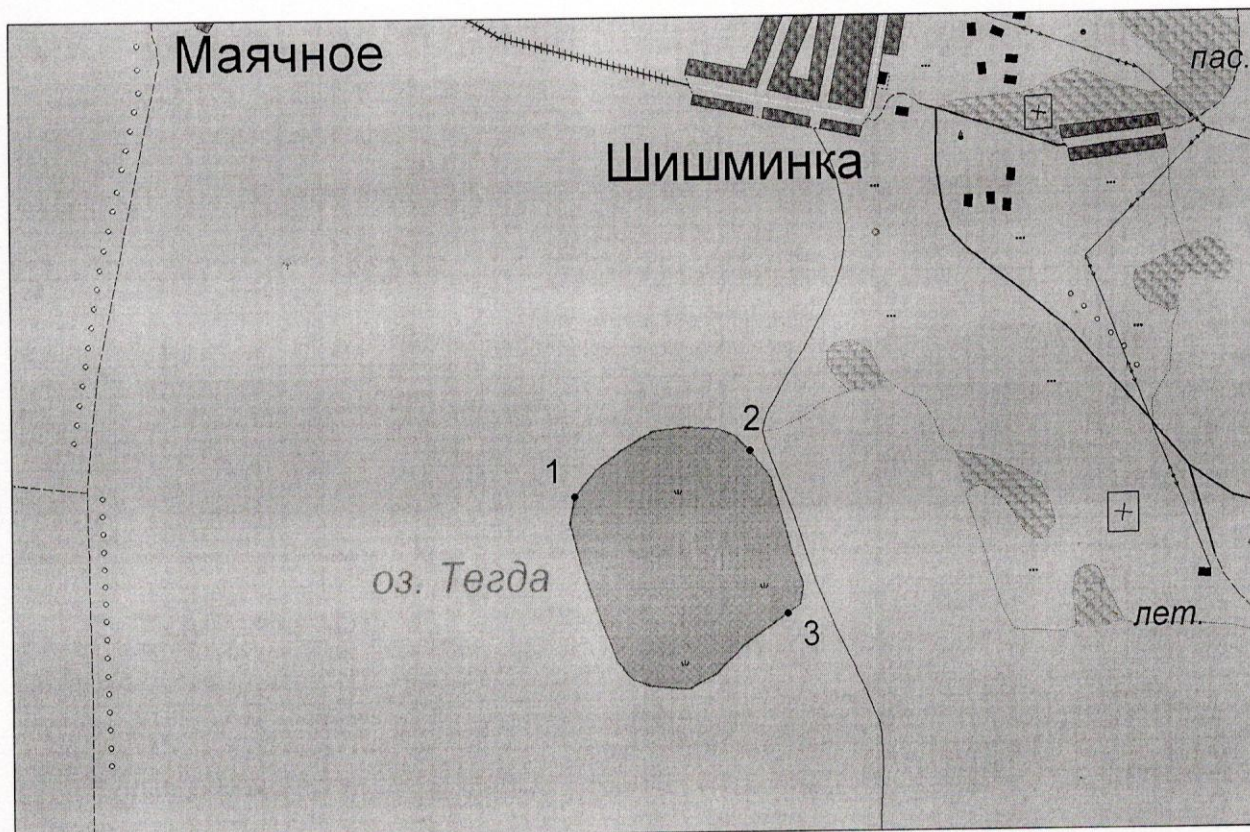 Маячное
пас.
Шишминка
2
1
оз. Тегда
3
лет.